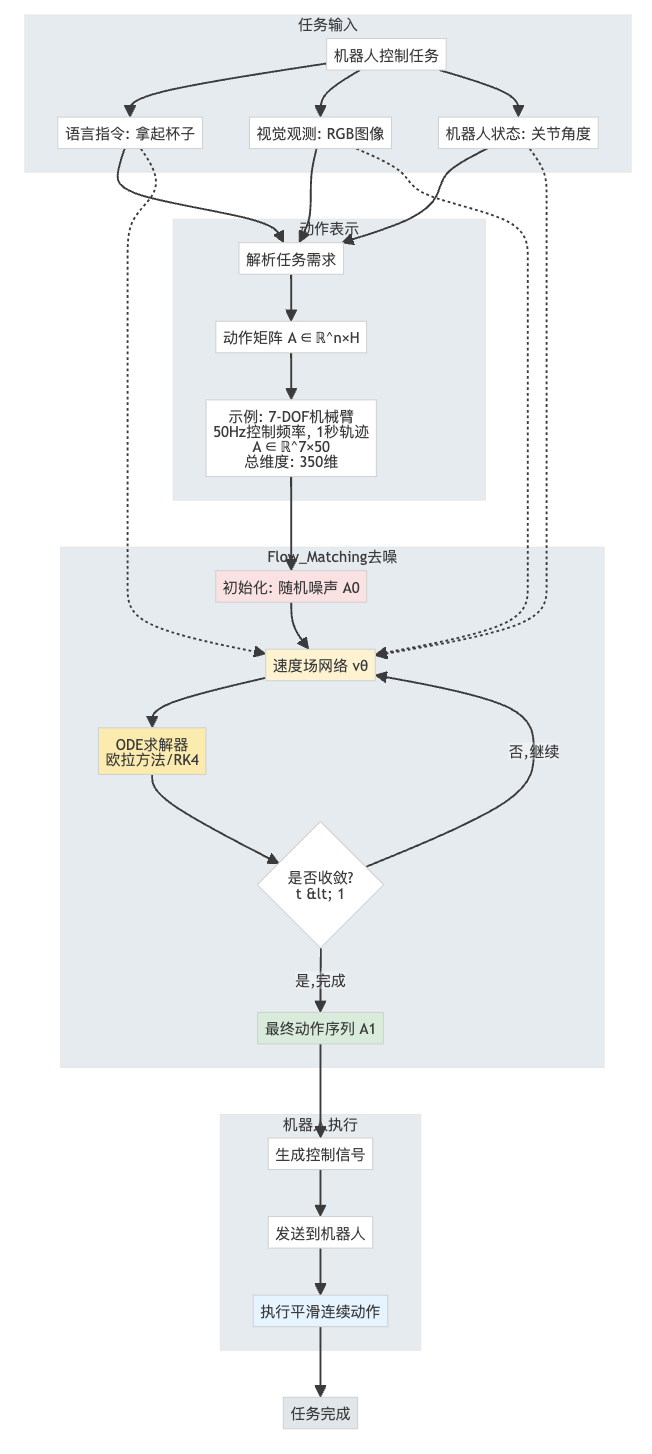 任务输入
机器人控制任务
语言指令: 拿起杯子
视觉观测: RGB图像
机器人状态: 关节角度
动作表示
解析任务需求
动作矩阵 A ∈ ℝ^n×H
示例: 7-DOF机械臂
50Hz控制频率, 1秒轨迹
A ∈ ℝ^7×50
总维度: 350维
Flow_Matching去噪
初始化: 随机噪声 A0
速度场网络 vθ
ODE求解器
欧拉方法/RK4
否,继续
是否收敛?
t &lt; 1
是,完成
最终动作序列 A1
机器人执行
生成控制信号
发送到机器人
执行平滑连续动作
任务完成